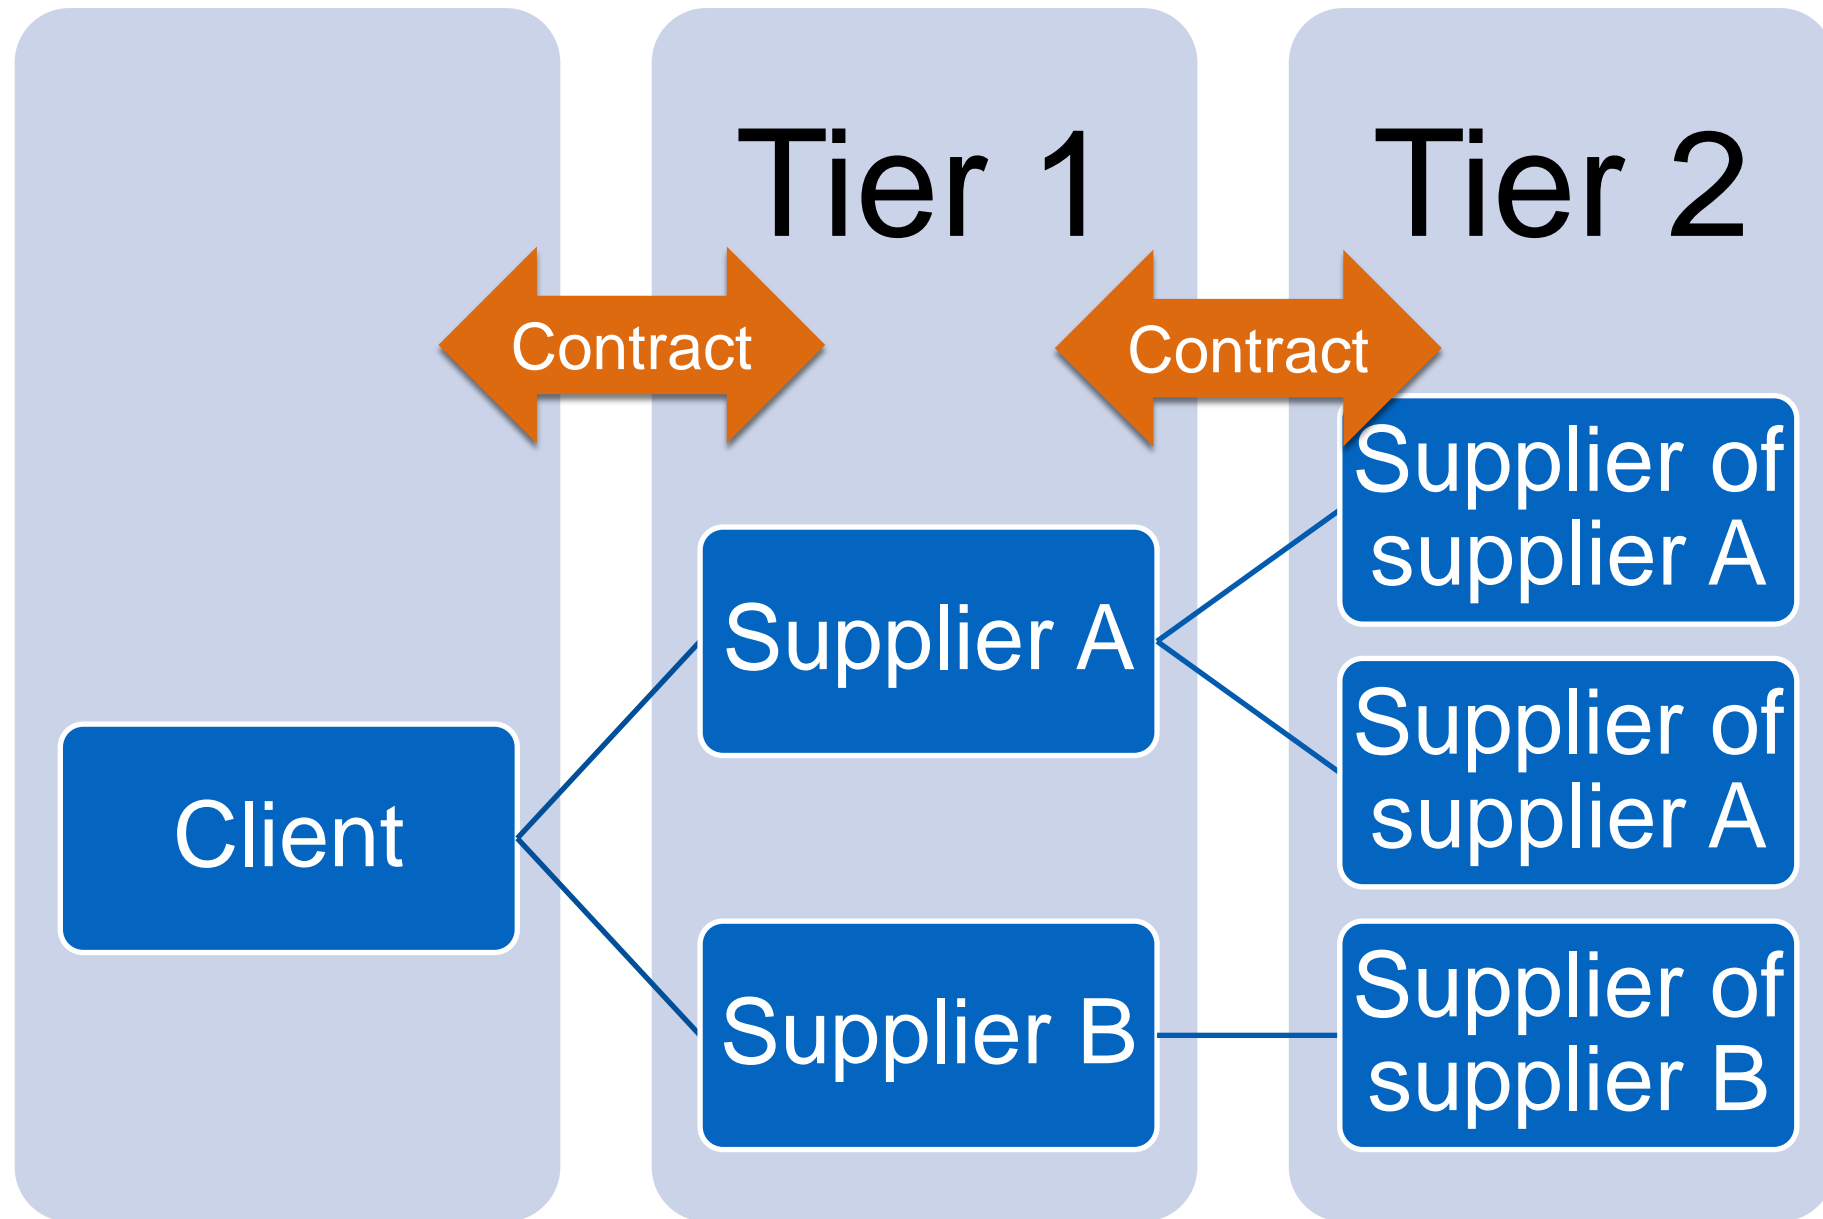 Tier 1
Tier 2
Contract
Contract
Client
Supplier A
Supplier B
Supplier of
supplier A
Supplier of
supplier A
Supplier of
supplier B